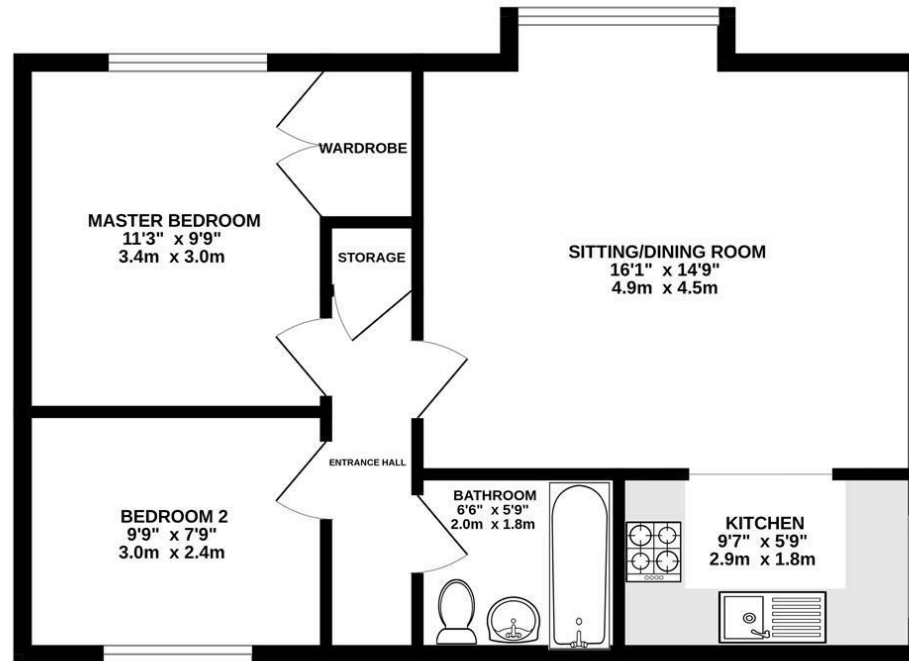 WARDROBE
MASTER BEDROOM
11'3" x 9'9"
3.4m x 3.0m
STORAGE
SITTING/DINING ROOM
16'1" x 14'9"
4.9m x 4.5m
ENTRANCE HALL
BEDROOM 2
9'9" x 7'9"
3.0m x 2.4m
BATHROOM
6'6" x 5'9"
2.0m x 1.8m
KITCHEN
9'7" x 5'9"
2.9m x 1.8m